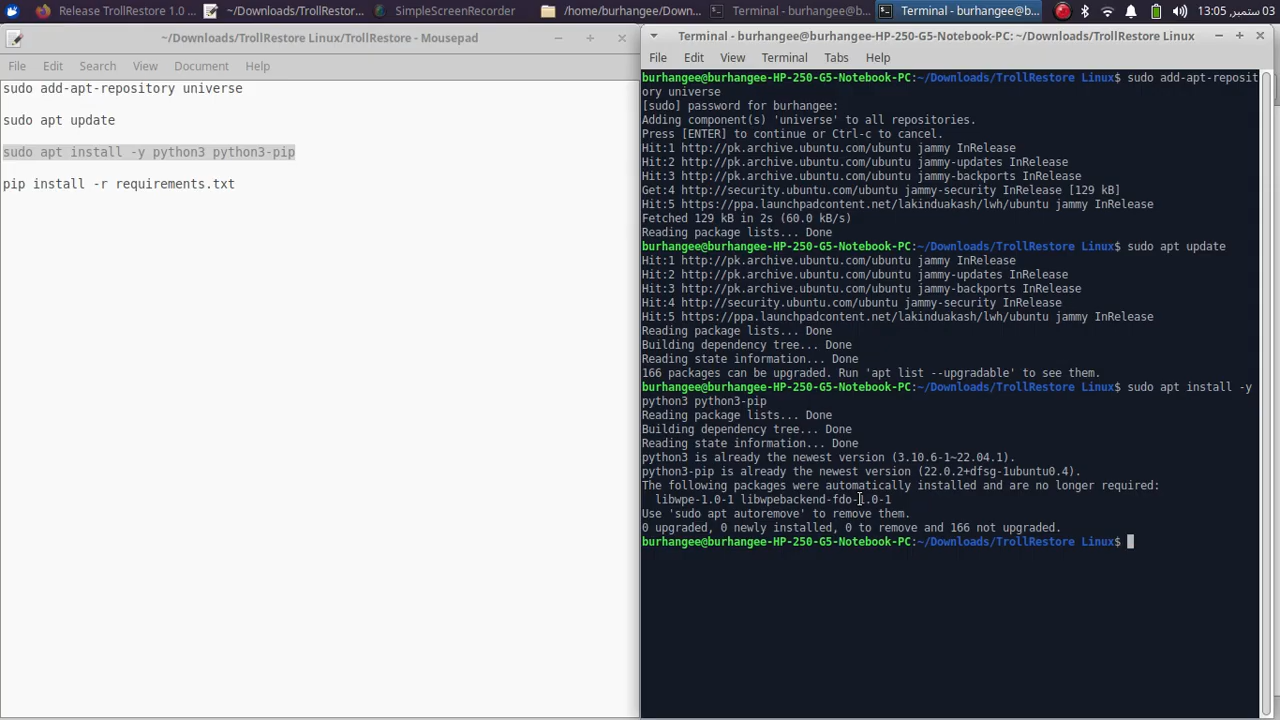 Release TrollRestore 1.0 ...
~/Downloads/TrollRestor...
SimpleScreenRecorder
/home/burhangee/Down...
Terminal - burhangee@b...
Terminal - burhangee@b...
03 ستمبر, 13:05
~/Downloads/TrollRestore Linux/TrollRestore - Mousepad
File Edit Search View Document Help
sudo add-apt-repository universe
sudo apt update
sudo apt install -y python3 python3-pip
pip install -r requirements.txt
Terminal - burhangee@burhangee-HP-250-G5-Notebook-PC: ~/Downloads/TrollRestore Linux
File Edit View Terminal Tabs Help
burhangee@burhangee-HP-250-G5-Notebook-PC:~/Downloads/TrollRestore Linux$ sudo add-apt-reposit
ory universe
[sudo] password for burhangee:
Adding component(s) 'universe' to all repositories.
Press [ENTER] to continue or Ctrl-c to cancel.
Hit:1 http://pk.archive.ubuntu.com/ubuntu jammy InRelease
Hit:2 http://pk.archive.ubuntu.com/ubuntu jammy-updates InRelease
Hit:3 http://pk.archive.ubuntu.com/ubuntu jammy-backports InRelease
Get:4 http://security.ubuntu.com/ubuntu jammy-security InRelease [129 kB]
Hit:5 https://ppa.launchpadcontent.net/lakinduakash/lwh/ubuntu jammy InRelease
Fetched 129 kB in 2s (60.0 kB/s)
Reading package lists... Done
burhangee@burhangee-HP-250-G5-Notebook-PC:~/Downloads/TrollRestore Linux$ sudo apt update
Hit:1 http://pk.archive.ubuntu.com/ubuntu jammy InRelease
Hit:2 http://pk.archive.ubuntu.com/ubuntu jammy-updates InRelease
Hit:3 http://pk.archive.ubuntu.com/ubuntu jammy-backports InRelease
Hit:4 http://security.ubuntu.com/ubuntu jammy-security InRelease
Hit:5 https://ppa.launchpadcontent.net/lakinduakash/lwh/ubuntu jammy InRelease
Reading package lists... Done
Building dependency tree... Done
Reading state information... Done
166 packages can be upgraded. Run 'apt list --upgradable' to see them.
burhangee@burhangee-HP-250-G5-Notebook-PC:~/Downloads/TrollRestore Linux$ sudo apt install -y
python3 python3-pip
Reading package lists... Done
Building dependency tree... Done
Reading state information... Done
python3 is already the newest version (3.10.6-1~22.04.1).
python3-pip is already the newest version (22.0.2+dfsg-1ubuntu0.4).
The following packages were automatically installed and are no longer required:
libwpe-1.0-1 libwpebackend-fdo-1.0-1
Use 'sudo apt autoremove' to remove them.
0 upgraded, 0 newly installed, 0 to remove and 166 not upgraded.
burhangee@burhangee-HP-250-G5-Notebook-PC:~/Downloads/TrollRestore Linux$